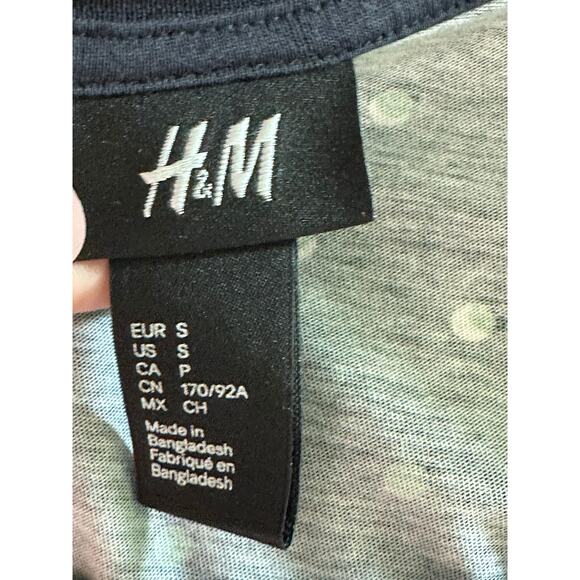 H&M
EUR S
US S
CA P
CN 170/92A
MX CH
Made in
Bangladesh
Fabriqué en
Bangladesh